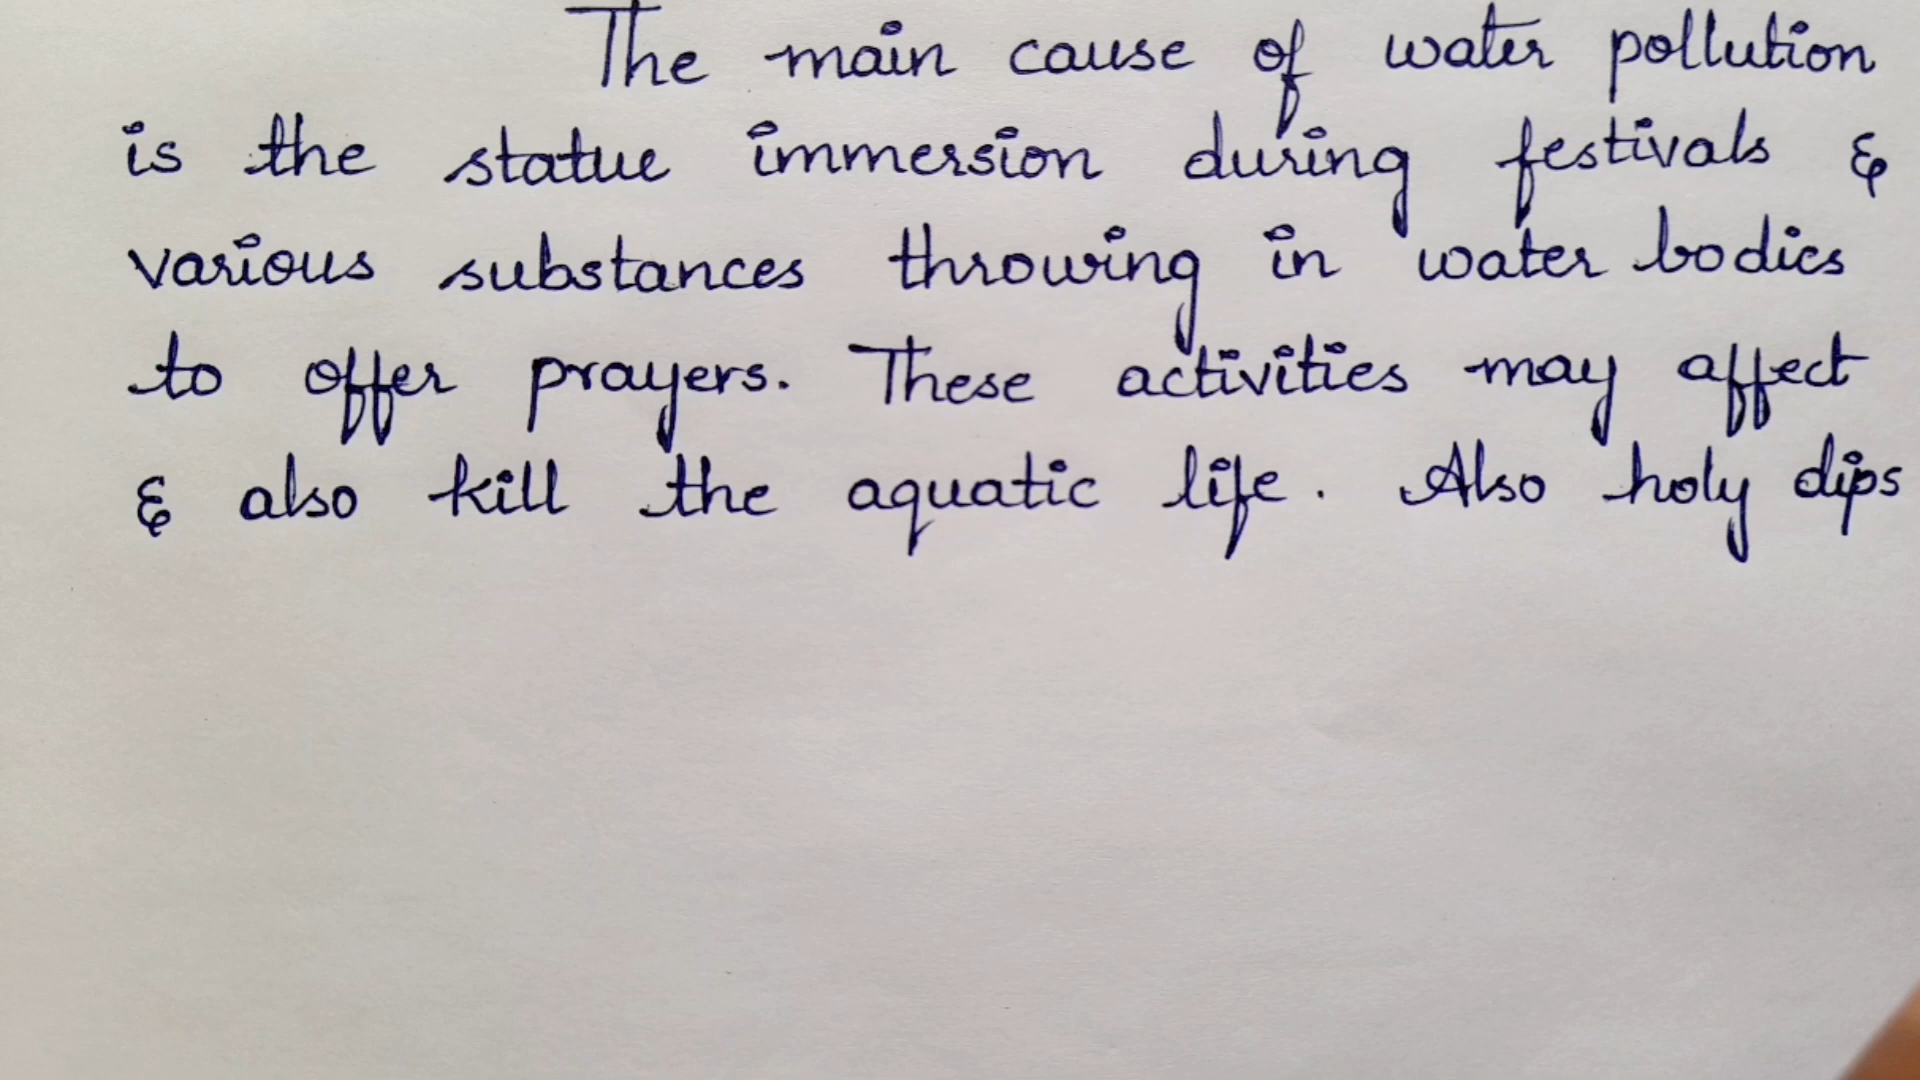 The main cause of water pollution
is the statue immersion during festivals &
various substances throwing in water bodies
to offer prayers. These activities may affect
& also kill the aquatic life. Also holy dips